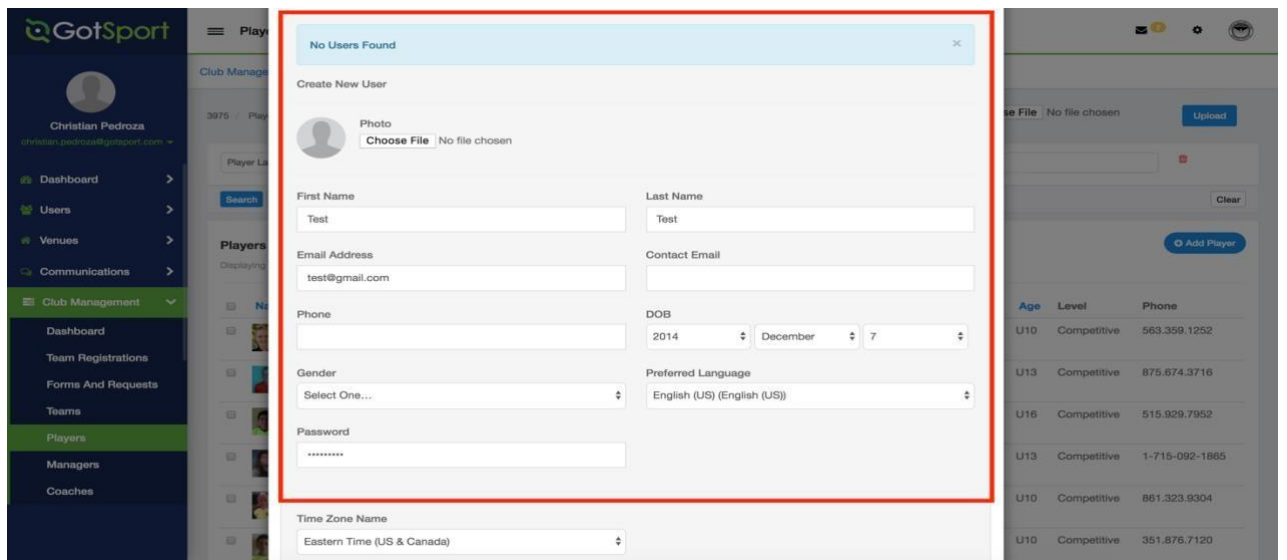 GotSport
Play
No Users Found ×
Club Manage
Create New User
Christian Pedroza
christian.pedroza@gotsport.com
3975 / Play
Photo
Choose File No file chosen
se File No file chosen
Upload
Player La
Dashboard
Search
First Name Last Name
Clear
Test Test
Users
Venues
Players
Email Address Contact Email
Add Player
Displaying
test@gmail.com
Communications
Club Management
Na
Phone DOB
Age Level Phone
2014 December 7
Dashboard
U10 Competitive 563.359.1252
Team Registrations
Gender Preferred Language
U13 Competitive 875.674.3716
Forms And Requests
Select One... English (US) (English (US))
Teams
U16 Competitive 515.929.7952
Players
Password
•••••••••
Managers
U13 Competitive 1-715-092-1865
Coaches
U10 Competitive 861.323.9304
Time Zone Name
Eastern Time (US & Canada)
U10 Competitive 351.876.7120